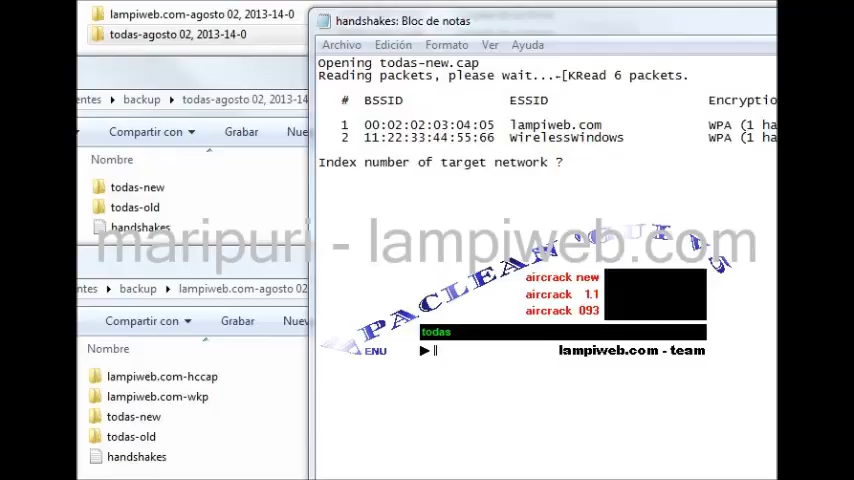 lampiweb.com-agosto 02, 2013-14-0
todas-agosto 02, 2013-14-0
entes ▸ backup ▸ todas-agosto 02, 2013-14
Compartir con Grabar Nue
Nombre
todas-new
todas-old
handshakes
entes ▸ backup ▸ lampiweb.com-agosto 02
Compartir con Grabar Nuev
Nombre
lampiweb.com-hccap
lampiweb.com-wkp
todas-new
todas-old
handshakes
handshakes: Bloc de notas
Archivo Edición Formato Ver Ayuda
Opening todas-new.cap
Reading packets, please wait...←[KRead 6 packets.
# BSSID ESSID Encryptio
1 00:02:02:03:04:05 lampiweb.com WPA (1 ha
2 11:22:33:44:55:66 WirelessWindows WPA (1 ha
Index number of target network ?
maripuri - lampiweb.com
WPACLEAN
aircrack new
aircrack 1.1
aircrack 093
todas
ENU
lampiweb.com - team